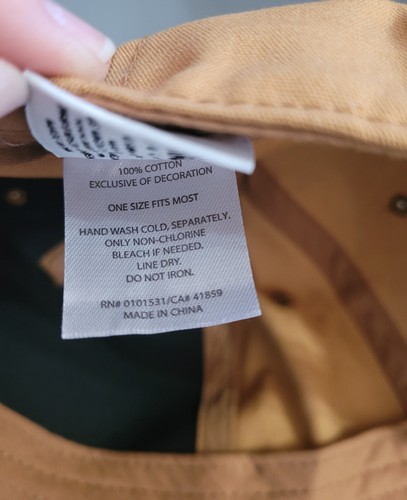 100% COTTON
EXCLUSIVE OF DECORATION
ONE SIZE FITS MOST
HAND WASH COLD, SEPARATELY.
ONLY NON-CHLORINE
BLEACH IF NEEDED.
LINE DRY.
DO NOT IRON.
RN# 0101531/CA# 41859
MADE IN CHINA